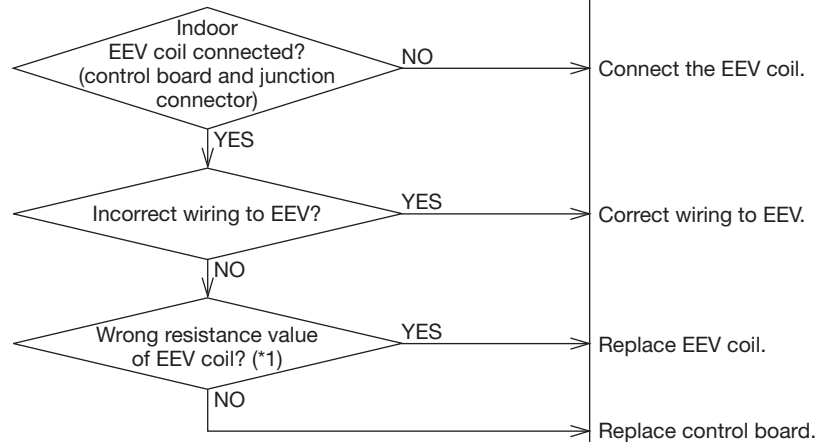 Indoor
EEV coil connected?
(control board and junction
connector)
NO
Connect the EEV coil.
YES
Incorrect wiring to EEV?
YES
Correct wiring to EEV.
NO
Wrong resistance value
of EEV coil? (*1)
YES
Replace EEV coil.
NO
Replace control board.